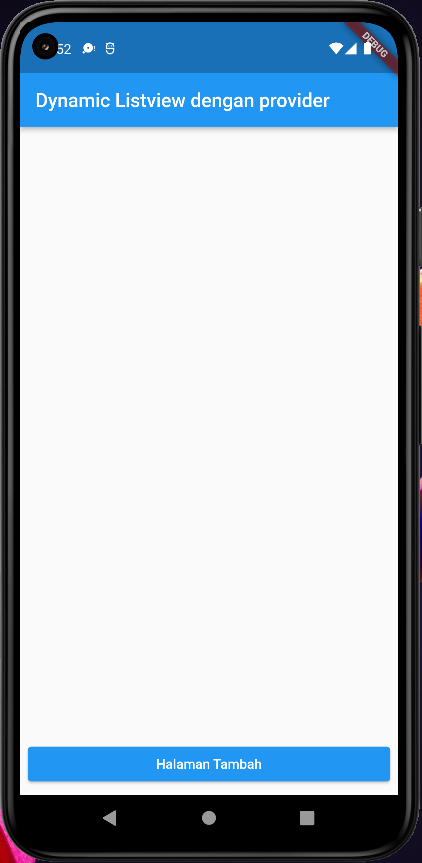 52
DEBUG
Dynamic Listview dengan provider
Halaman Tambah